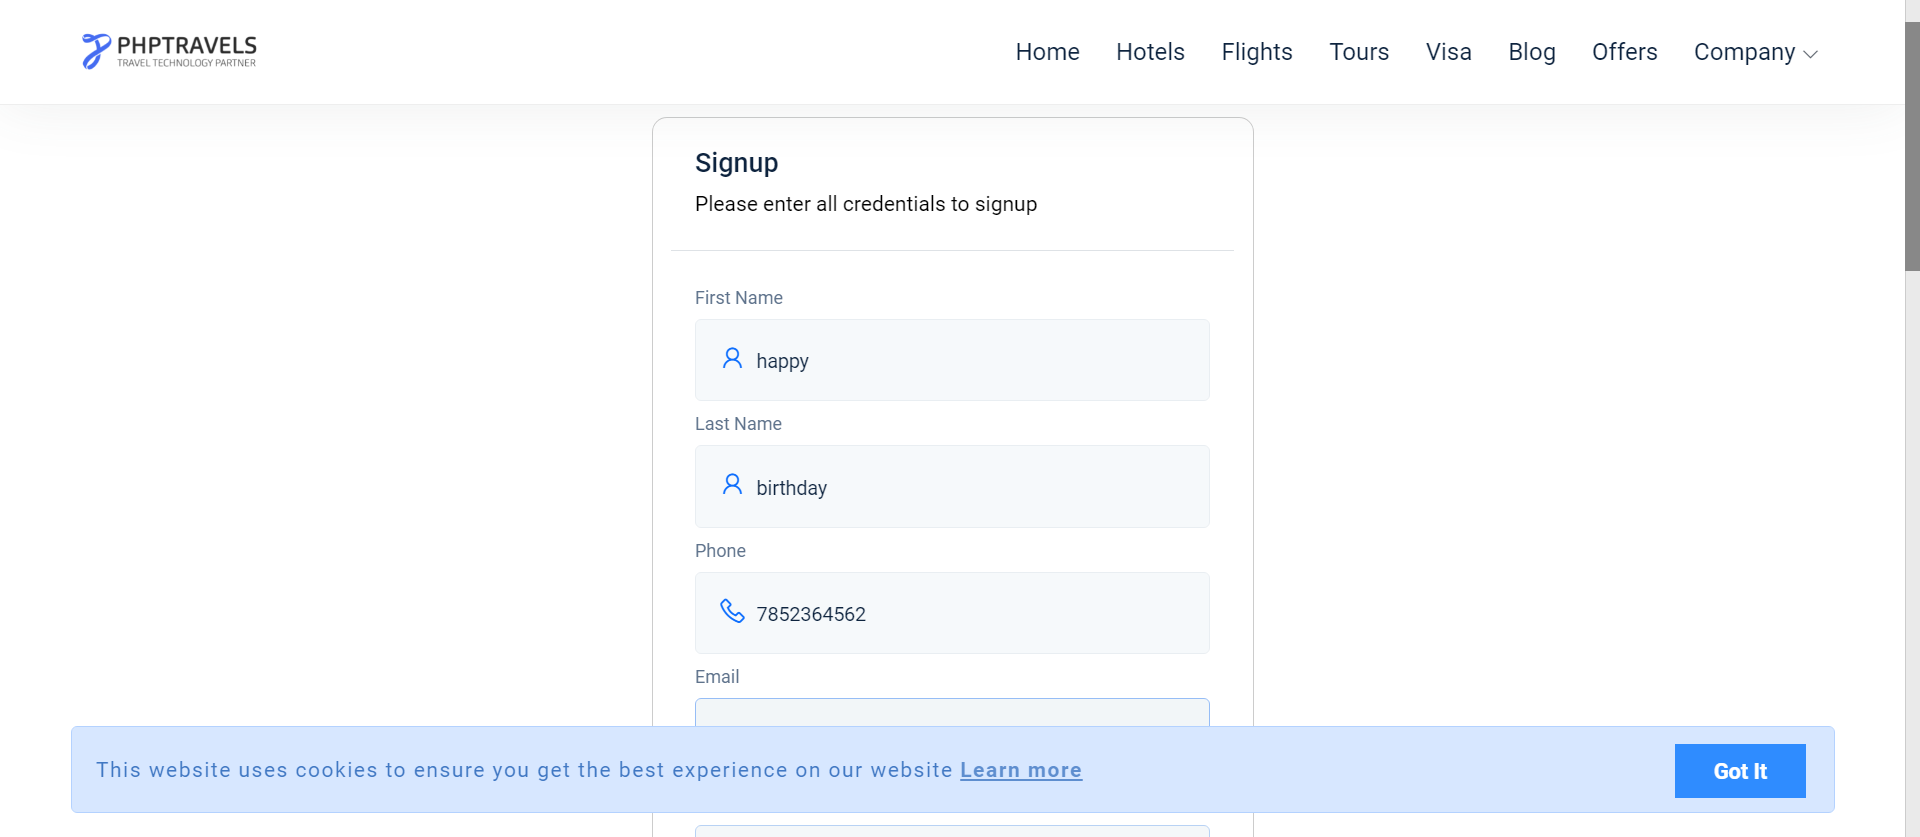 PHPTRAVELS
TRAVEL TECHNOLOGY PARTNER
Home Hotels Flights Tours Visa Blog Offers Company
Signup
Please enter all credentials to signup
First Name
happy
Last Name
birthday
Phone
7852364562
Email
This website uses cookies to ensure you get the best experience on our website Learn more
Got It